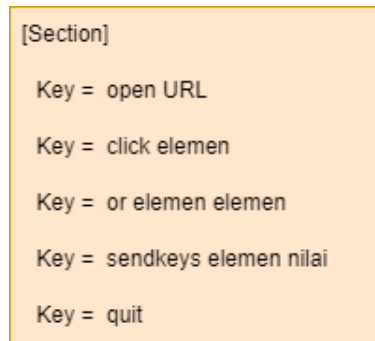 [Section]
Key = open URL
Key = click elemen
Key = or elemen elemen
Key = sendkeys elemen nilai
Key = quit